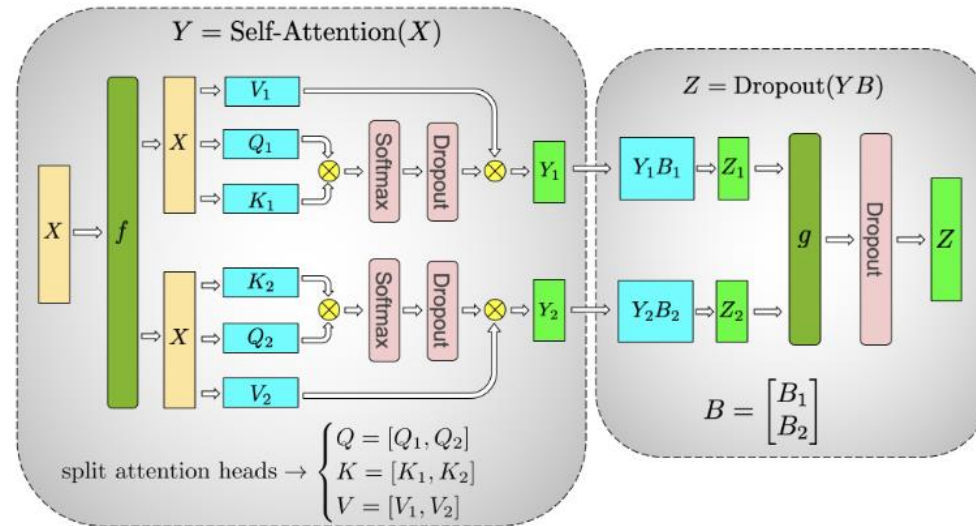 Y = Self-Attention(X)
X
f
X
V₁
Q₁
K₁
Softmax
Dropout
Y₁
X
K₂
Q₂
V₂
Softmax
Dropout
Y₂
split attention heads → { Q = [Q₁, Q₂]
K = [K₁, K₂]
V = [V₁, V₂]
Z = Dropout(YB)
Y₁B₁
Z₁
Y₂B₂
Z₂
g
Dropout
Z
B = [B₁
B₂]